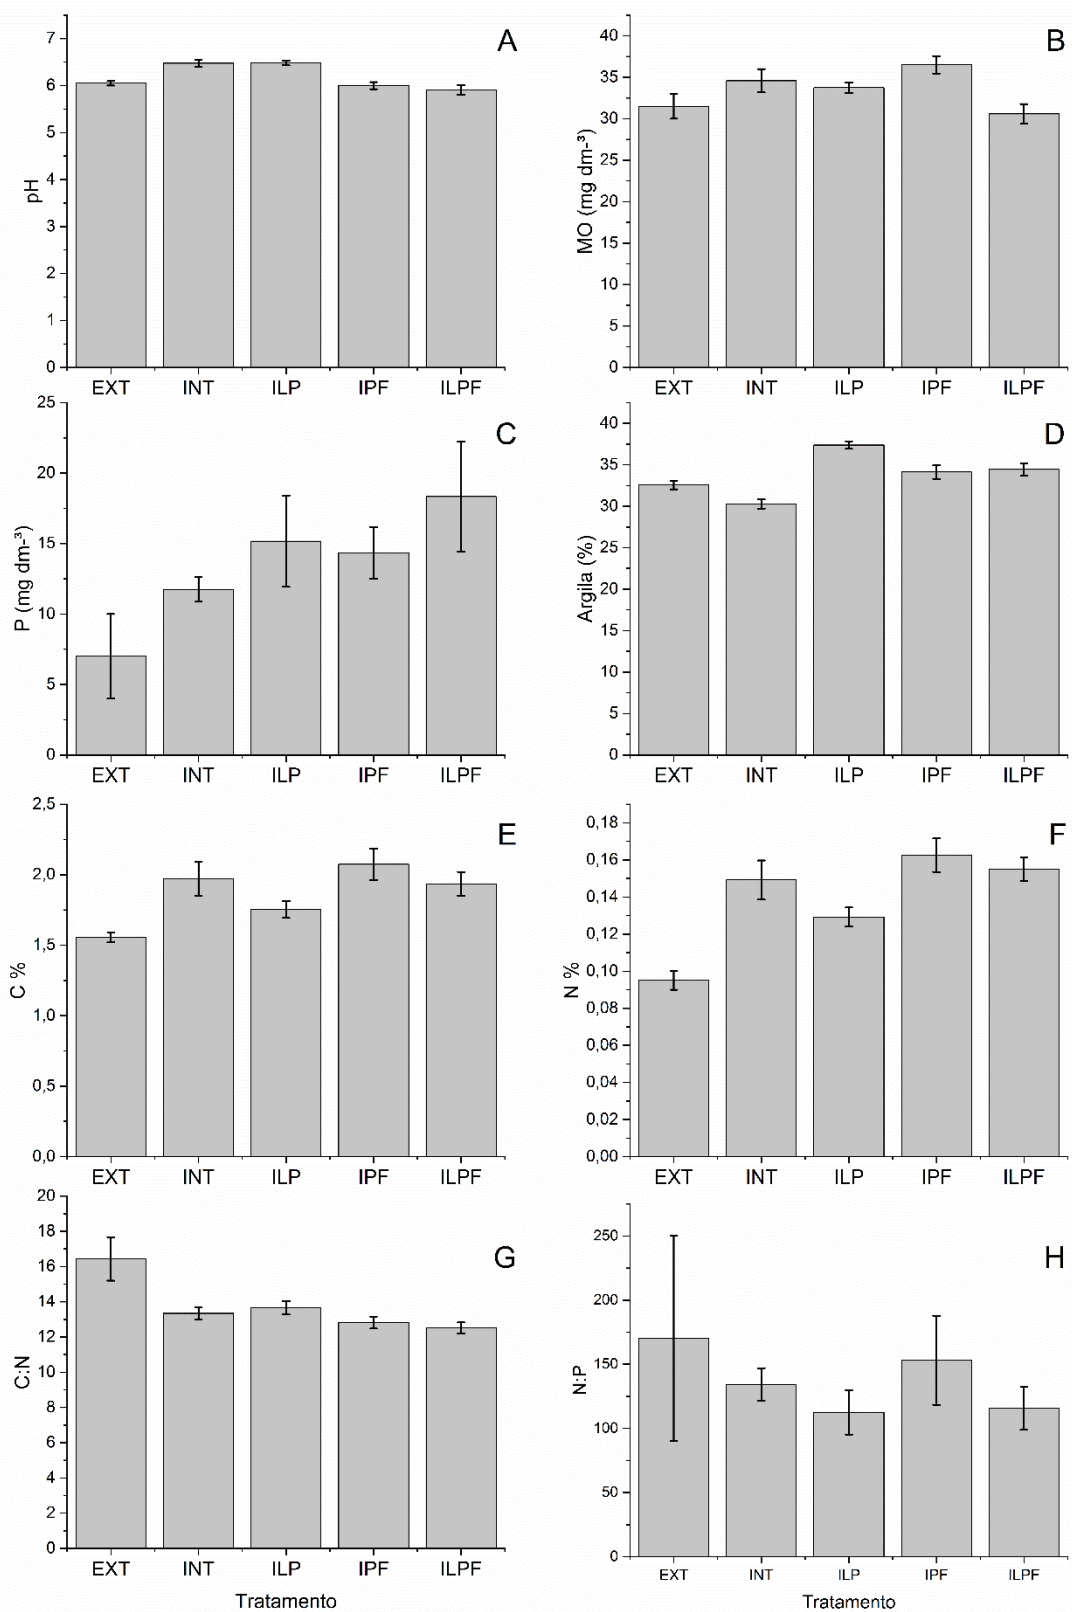 A
pH
7
6
5
4
3
2
1
0
EXT INT ILP IPF ILPF
B
MO (mg dm-³)
40
35
30
25
20
15
10
5
0
EXT INT ILP IPF ILPF
C
P (mg dm-³)
25
20
15
10
5
0
EXT INT ILP IPF ILPF
D
Argila (%)
40
35
30
25
20
15
10
5
0
EXT INT ILP IPF ILPF
E
C %
2,5
2,0
1,5
1,0
0,5
0,0
EXT INT ILP IPF ILPF
F
N %
0,18
0,16
0,14
0,12
0,10
0,08
0,06
0,04
0,02
0,00
EXT INT ILP IPF ILPF
G
C:N
20
18
16
14
12
10
8
6
4
2
0
EXT INT ILP IPF ILPF
Tratamento
H
N:P
250
200
150
100
50
0
EXT INT ILP IPF ILPF
Tratamento